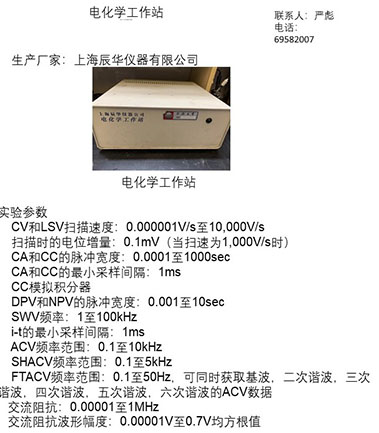 电化学工作站
联系人：严彪
电话：
69582007
生产厂家：上海辰华仪器有限公司
上海辰华仪器公司
电化学工作站
电化学工作站
实验参数
CV和LSV扫描速度：0.000001V/s至10,000V/s
扫描时的电位增量：0.1mV（当扫速为1,000V/s时）
CA和CC的脉冲宽度：0.0001至1000sec
CA和CC的最小采样间隔：1ms
CC模拟积分器
DPV和NPV的脉冲宽度：0.001至10sec
SWV频率：1至100kHz
i-t的最小采样间隔：1ms
ACV频率范围：0.1至10kHz
SHACV频率范围：0.1至5kHz
FTACV频率范围：0.1至50Hz，可同时获取基波，二次谐波，三次
谐波，四次谐波，五次谐波，六次谐波的ACV数据
交流阻抗：0.00001至1MHz
交流阻抗波形幅度：0.00001V至0.7V均方根值